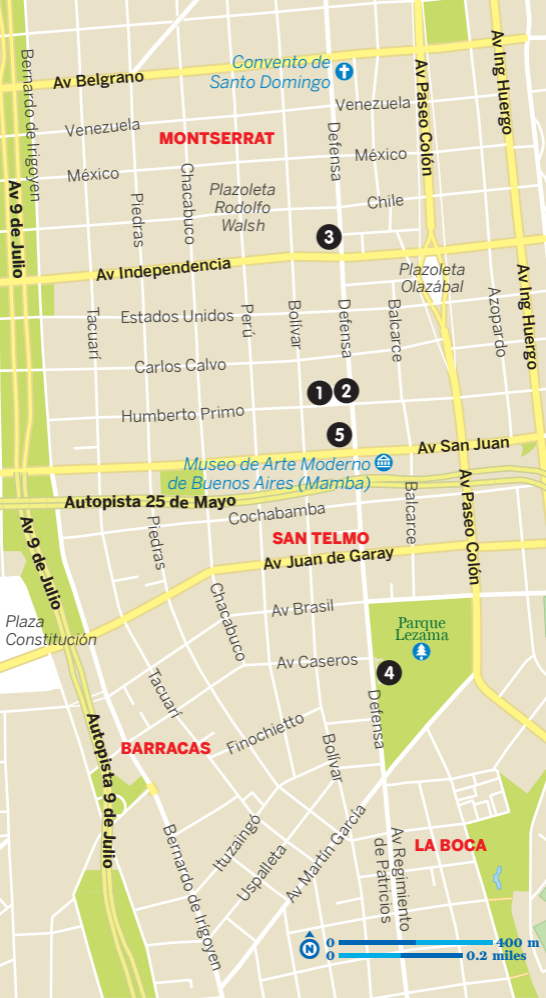 Bernardo de Irigoyen
Av Belgrano
Convento de
Santo Domingo
Av Paseo Colón
Av Ing Huergo
Venezuela
Venezuela
MONTSERRAT
Defensa
México
México
Chacabuco
Piedras
Plazoleta
Rodolfo
Walsh
Chile
Av 9 de Julio
3
Av Independencia
Plazoleta
Olazábal
Av Ing Huergo
Azopardo
Tacuarí
Estados Unidos
Perú
Bolívar
Defensa
Balcarce
Carlos Calvo
1
2
Humberto Primo
5
Av San Juan
Museo de Arte Moderno
de Buenos Aires (Mamba)
Autopista 25 de Mayo
Balcarce
Av Paseo Colón
Cochabamba
Piedras
Av 9 de Julio
SAN TELMO
Av Juan de Garay
Chacabuco
Av Brasil
Plaza
Constitución
Parque
Lezama
Av Caseros
4
Tacuarí
Defensa
Autopista 9 de Julio
BARRACAS
Finochietto
Bolívar
Ituzaingó
Uspalleta
Av Martín García
Bernardo de Irigoyen
Av Regimiento
de Patricios
LA BOCA
N
0 400 m
0 0.2 miles